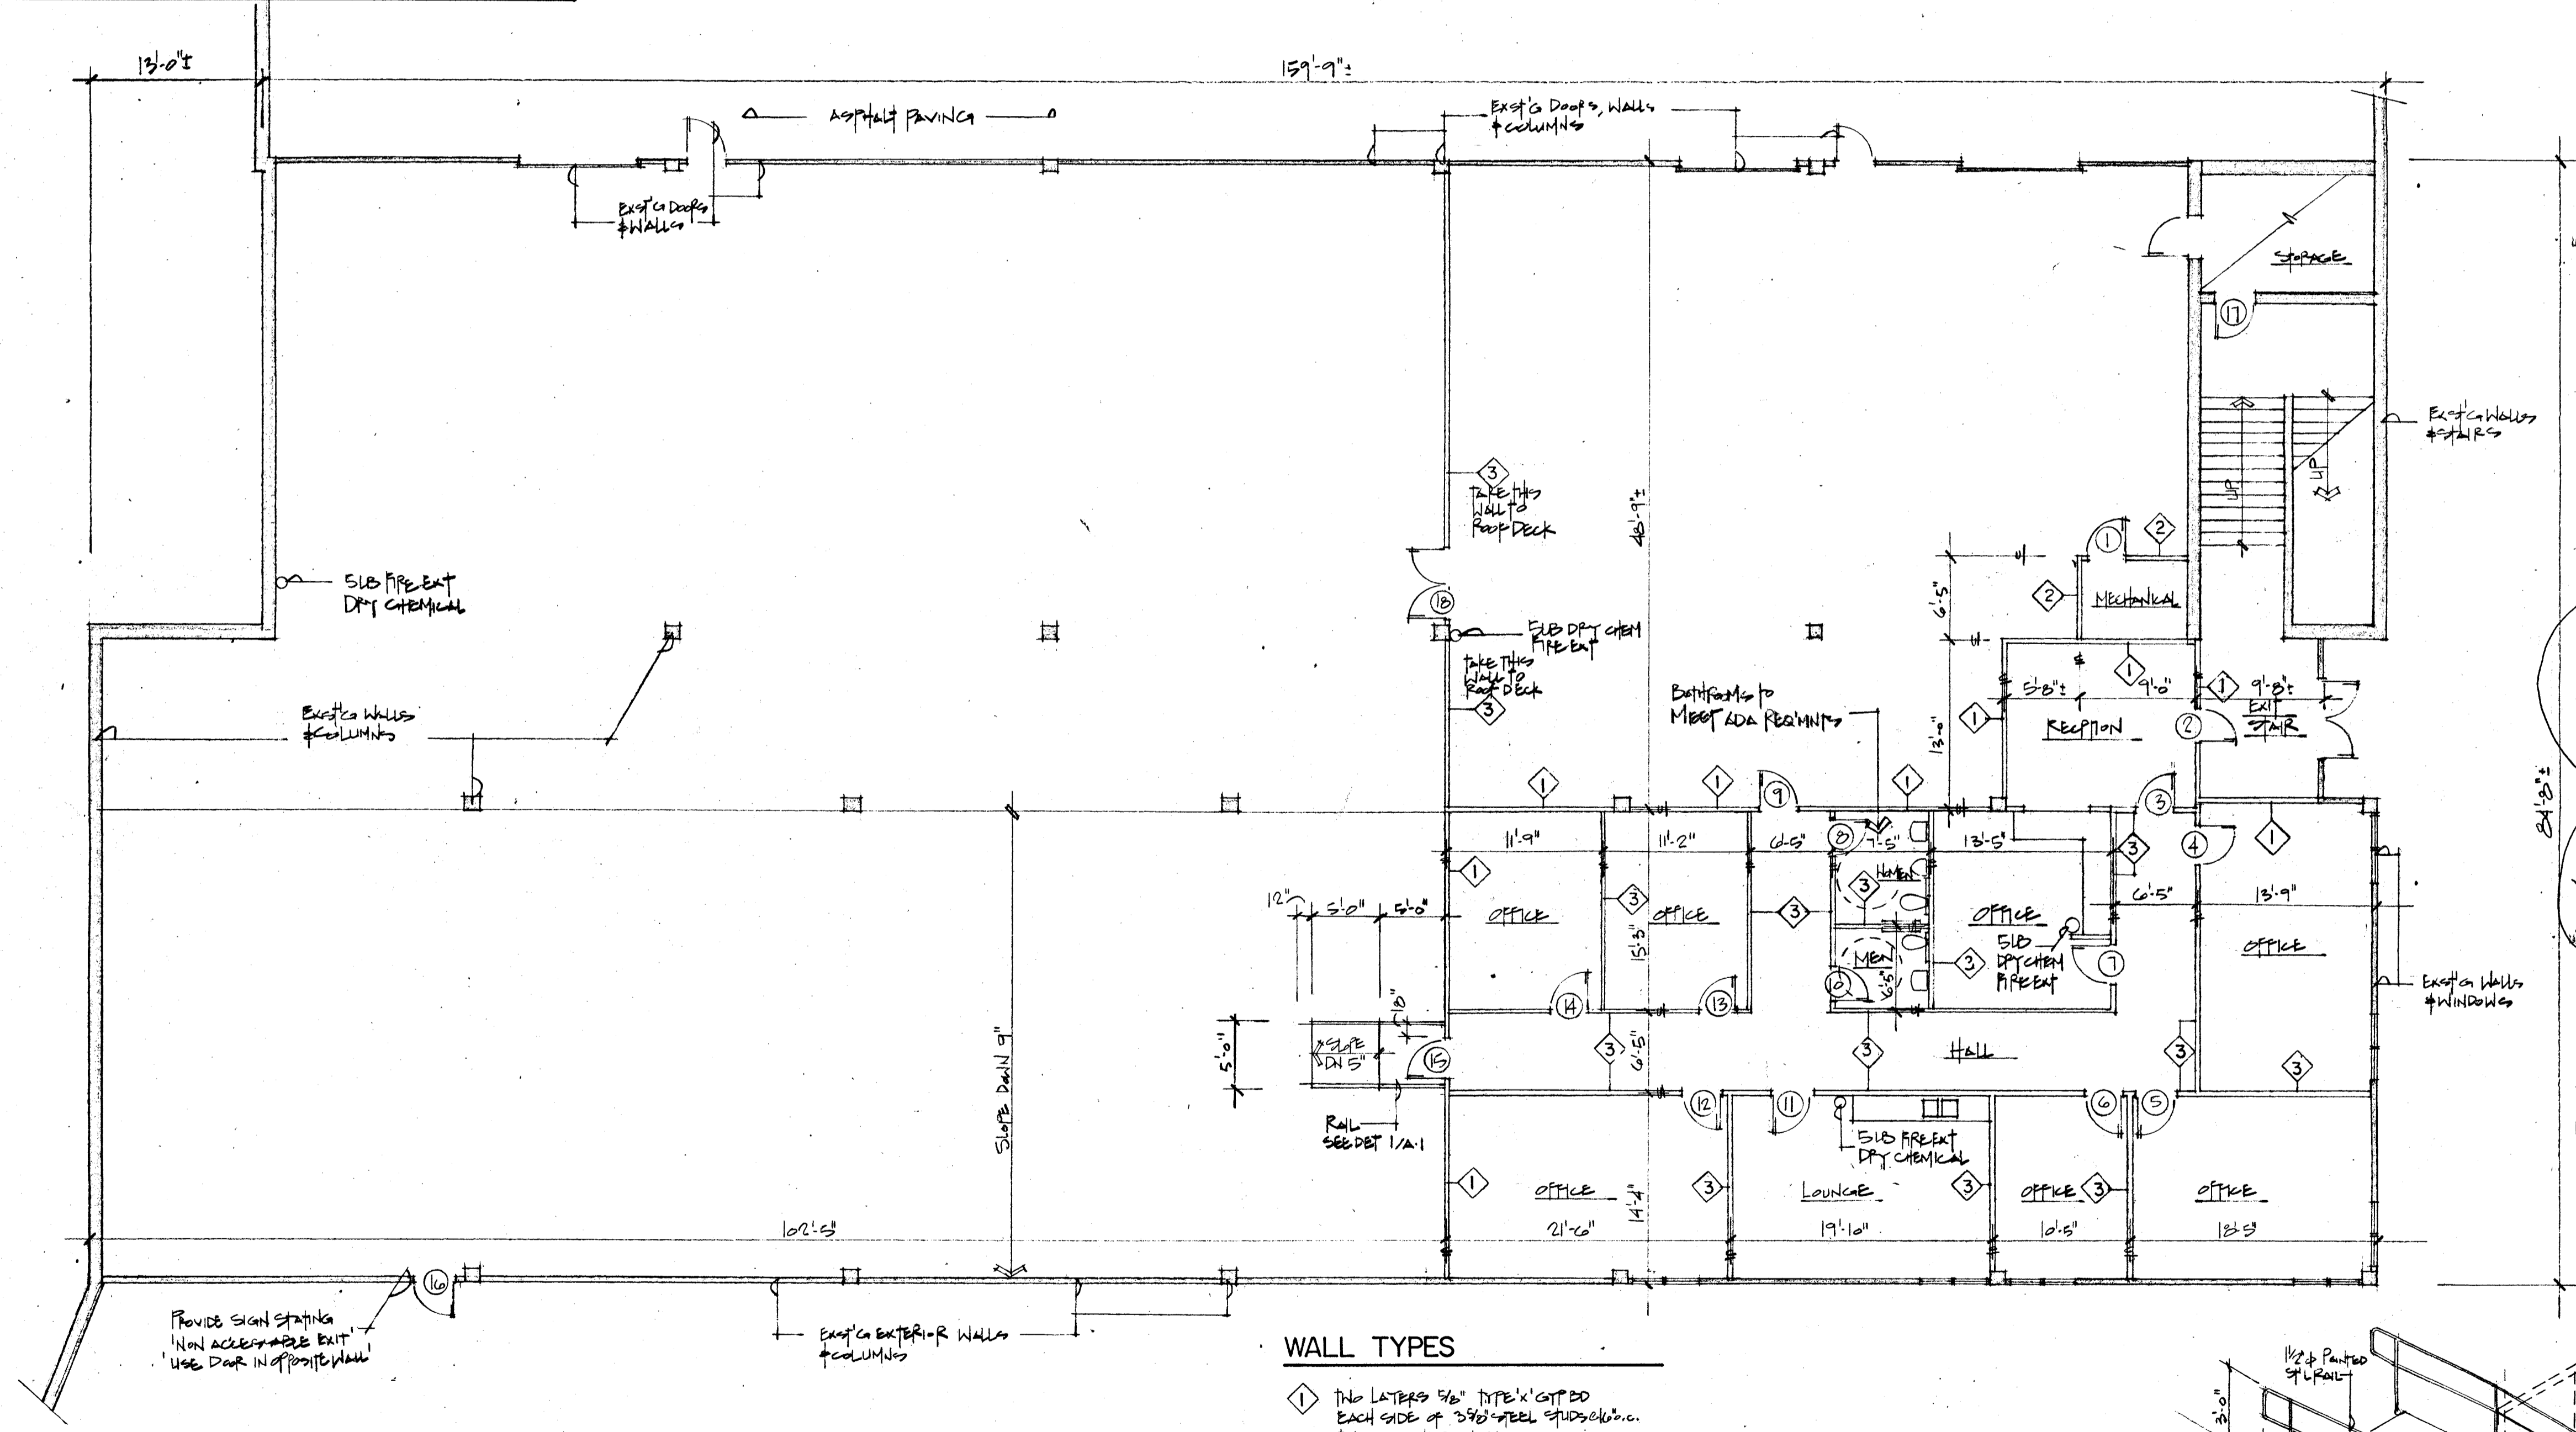 13'-0"±
159'-9"±
ASPHALT PAVING
EXST'G DOORS, WALLS
& COLUMNS
EXST'G DOORS
& WALLS
STORAGE
17
EXST'G WALLS
& STAIRS
3
TAKE THIS
WALL TO
ROOF DECK
48'-9"±
UP
UP
1
2
2
MECHANICAL
6'-5"
5LB FIRE EXT
DRY CHEMICAL
18
5LB DRY CHEM
FIRE EXT
TAKE THIS
WALL TO
ROOF DECK
3
BATHROOMS TO
MEET ADA REQ'MNTS
1
1
5'-8"±
9'-0"
9'-8"±
1
13'-0"
RECPTION
2
EXIT
STAIR
EXST'G WALLS
& COLUMNS
84'-8"±
1
1
9
1
3
11'-9"
11'-2"
6'-5"
8
7'-5"
13'-5"
3
4
1
1
3
3
WOMEN
3
6'-5"
13'-9"
12"
5'-0"
5'-0"
OFFICE
OFFICE
15'-3"
OFFICE
OFFICE
5LB
DRY CHEM
FIRE EXT
MEN
6'-5"
3
7
10
14
13
EXST'G WALLS
& WINDOWS
18"
SLOPE
DN 5"
5'-0"
15
3
6'-5"
3
HALL
3
3
SLOPE DOWN 9"
RAIL
SEE DET 1/A-1
12
11
6
5
5LB FIRE EXT
DRY CHEMICAL
1
OFFICE
3
LOUNGE
3
OFFICE
3
OFFICE
14'-4"
102'-5"
21'-6"
19'-10"
10'-5"
18'-5"
16
PROVIDE SIGN STATING
'NON ACCESSABLE EXIT'
'USE DOOR IN OPPOSITE WALL'
EXST'G EXTERIOR WALLS
& COLUMNS
WALL TYPES
1 TWO LAYERS 5/8" TYPE 'X' GYP BD
EACH SIDE OF 3 5/8" STEEL STUDS @ 16" O.C.
1 1/2" ϕ PAINTED
ST'L RAIL
3'-0"